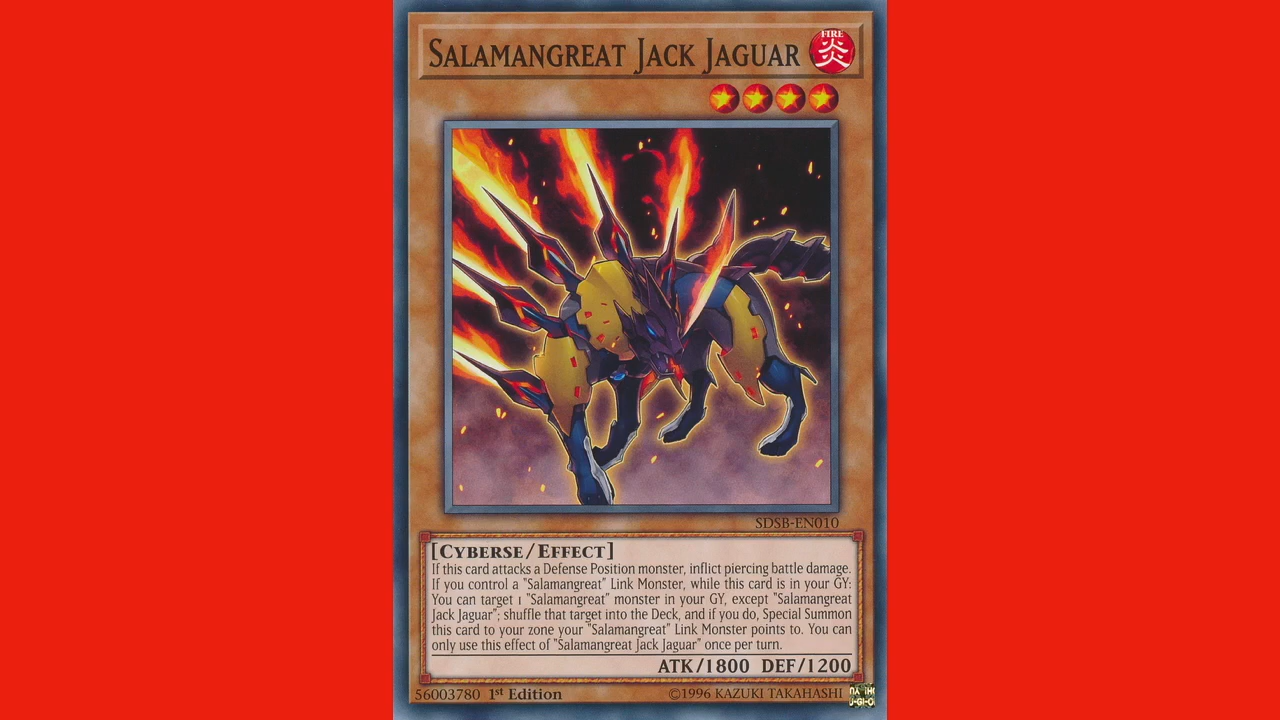 SALAMANGREAT JACK JAGUAR
FIRE
炎
SDSB-EN010
[CYBERSE/EFFECT]
If this card attacks a Defense Position monster, inflict piercing battle damage.
If you control a "Salamangreat" Link Monster, while this card is in your GY:
You can target 1 "Salamangreat" monster in your GY, except "Salamangreat
Jack Jaguar"; shuffle that target into the Deck, and if you do, Special Summon
this card to your zone your "Salamangreat" Link Monster points to. You can
only use this effect of "Salamangreat Jack Jaguar" once per turn.
ATK/1800 DEF/1200
56003780 1st Edition ©1996 KAZUKI TAKAHASHI